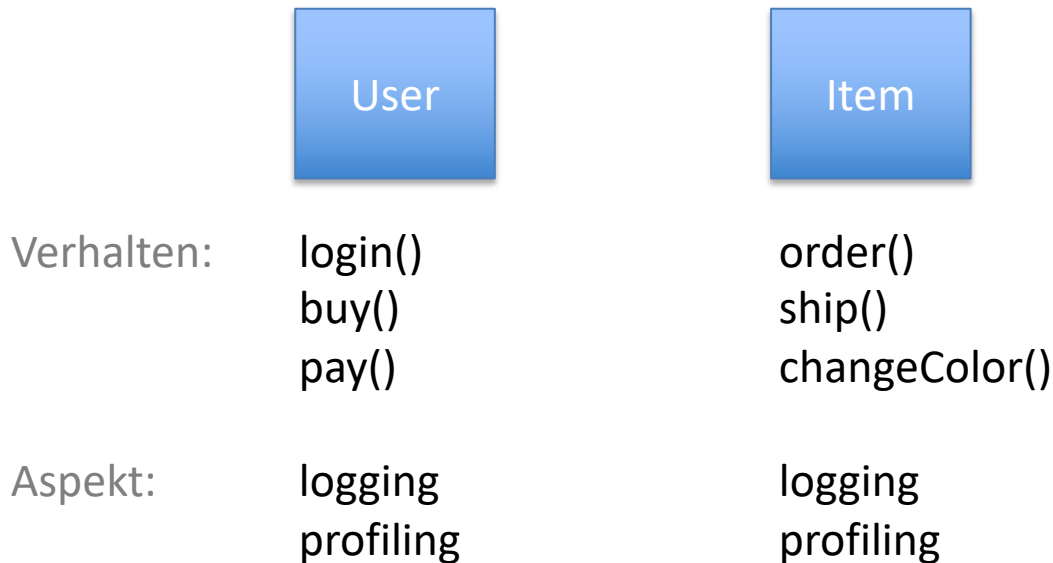 User Item
Verhalten: login() order()
buy() ship()
pay() changeColor()
Aspekt: logging logging
profiling profiling